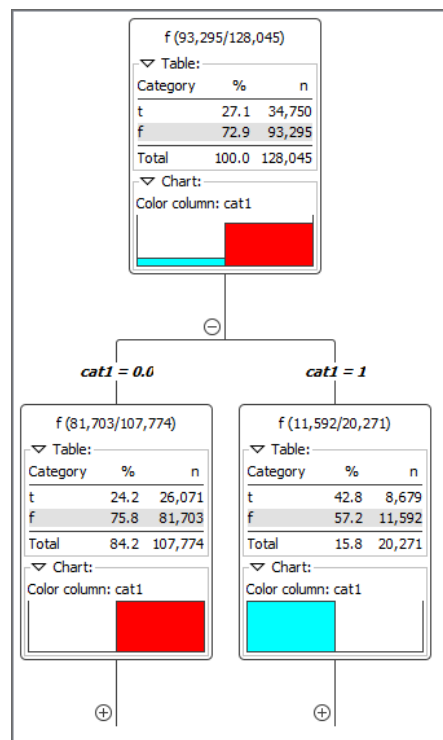 f (93,295/128,045)
Table:
Category % n
t 27.1 34,750
f 72.9 93,295
Total 100.0 128,045
Chart:
Color column: cat1
cat1 = 0.0
cat1 = 1
f (81,703/107,774)
Table:
Category % n
t 24.2 26,071
f 75.8 81,703
Total 84.2 107,774
Chart:
Color column: cat1
f (11,592/20,271)
Table:
Category % n
t 42.8 8,679
f 57.2 11,592
Total 15.8 20,271
Chart:
Color column: cat1